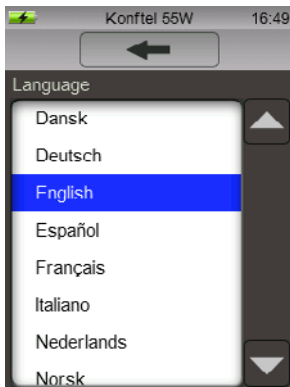 Konftel 55W 16:49
Language
Dansk
Deutsch
English
Español
Français
Italiano
Nederlands
Norsk